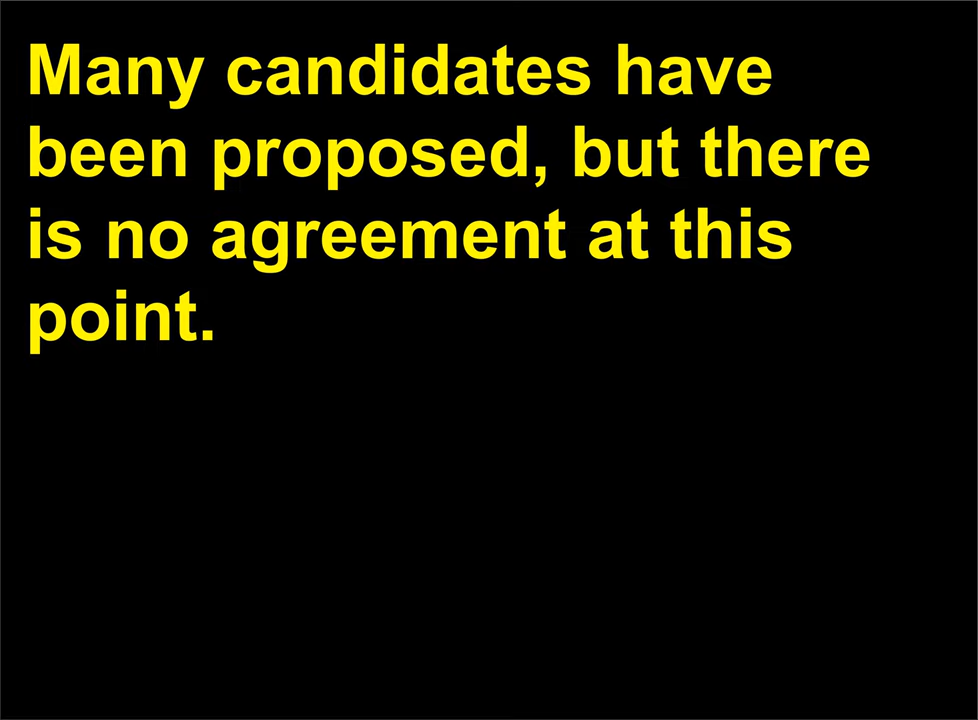 Many candidates have
been proposed, but there
is no agreement at this
point.